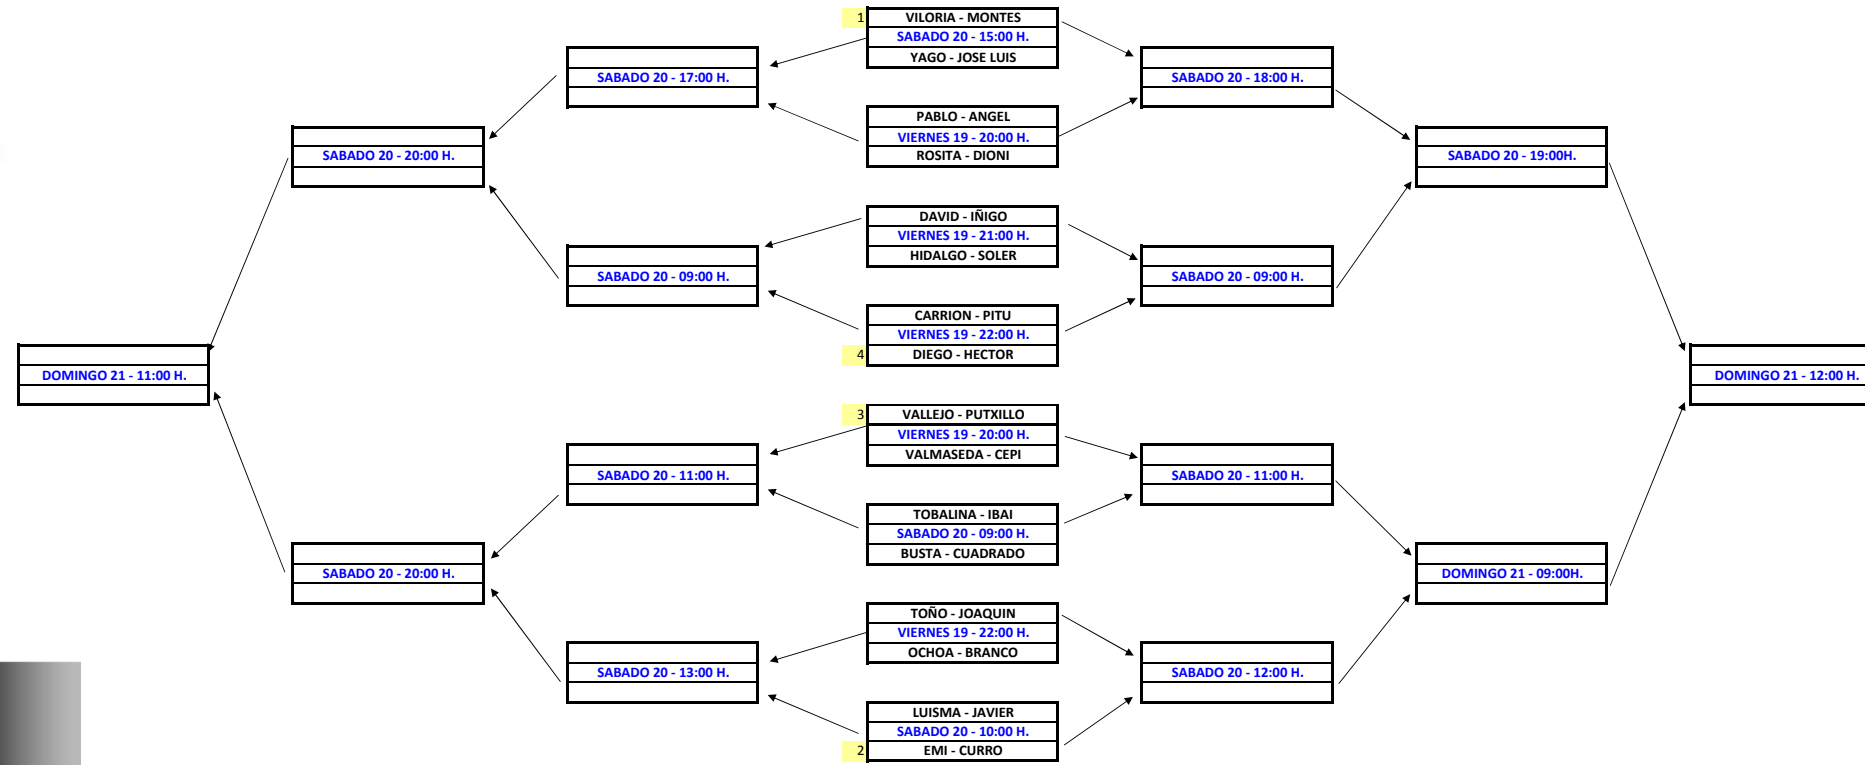 1 VILORIA - MONTES
SABADO 20 - 15:00 H.
YAGO - JOSE LUIS
SABADO 20 - 17:00 H.
SABADO 20 - 18:00 H.
PABLO - ANGEL
VIERNES 19 - 20:00 H.
ROSITA - DIONI
SABADO 20 - 20:00 H.
SABADO 20 - 19:00H.
DAVID - IÑIGO
VIERNES 19 - 21:00 H.
HIDALGO - SOLER
SABADO 20 - 09:00 H.
SABADO 20 - 09:00 H.
CARRION - PITU
VIERNES 19 - 22:00 H.
4 DIEGO - HECTOR
DOMINGO 21 - 11:00 H.
DOMINGO 21 - 12:00 H.
3 VALLEJO - PUTXILLO
VIERNES 19 - 20:00 H.
VALMASEDA - CEPI
SABADO 20 - 11:00 H.
SABADO 20 - 11:00 H.
TOBALINA - IBAI
SABADO 20 - 09:00 H.
BUSTA - CUADRADO
SABADO 20 - 20:00 H.
DOMINGO 21 - 09:00H.
TOÑO - JOAQUIN
VIERNES 19 - 22:00 H.
OCHOA - BRANCO
SABADO 20 - 13:00 H.
SABADO 20 - 12:00 H.
LUISMA - JAVIER
SABADO 20 - 10:00 H.
2 EMI - CURRO